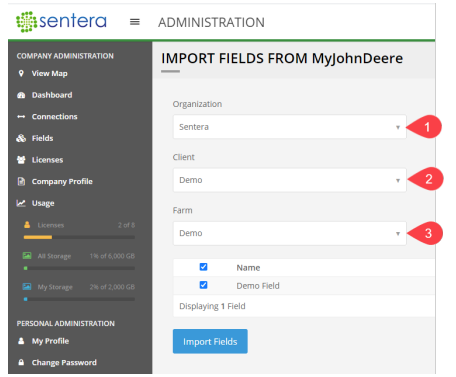 sentera
ADMINISTRATION
COMPANY ADMINISTRATION
View Map
Dashboard
Connections
Fields
Licenses
Company Profile
Usage
Licenses 2 of 8
All Storage 1% of 6,000 GB
My Storage 2% of 2,000 GB
PERSONAL ADMINISTRATION
My Profile
Change Password
IMPORT FIELDS FROM MyJohnDeere
Organization
Sentera
1
Client
Demo
2
Farm
Demo
3
Name
Demo Field
Displaying 1 Field
Import Fields